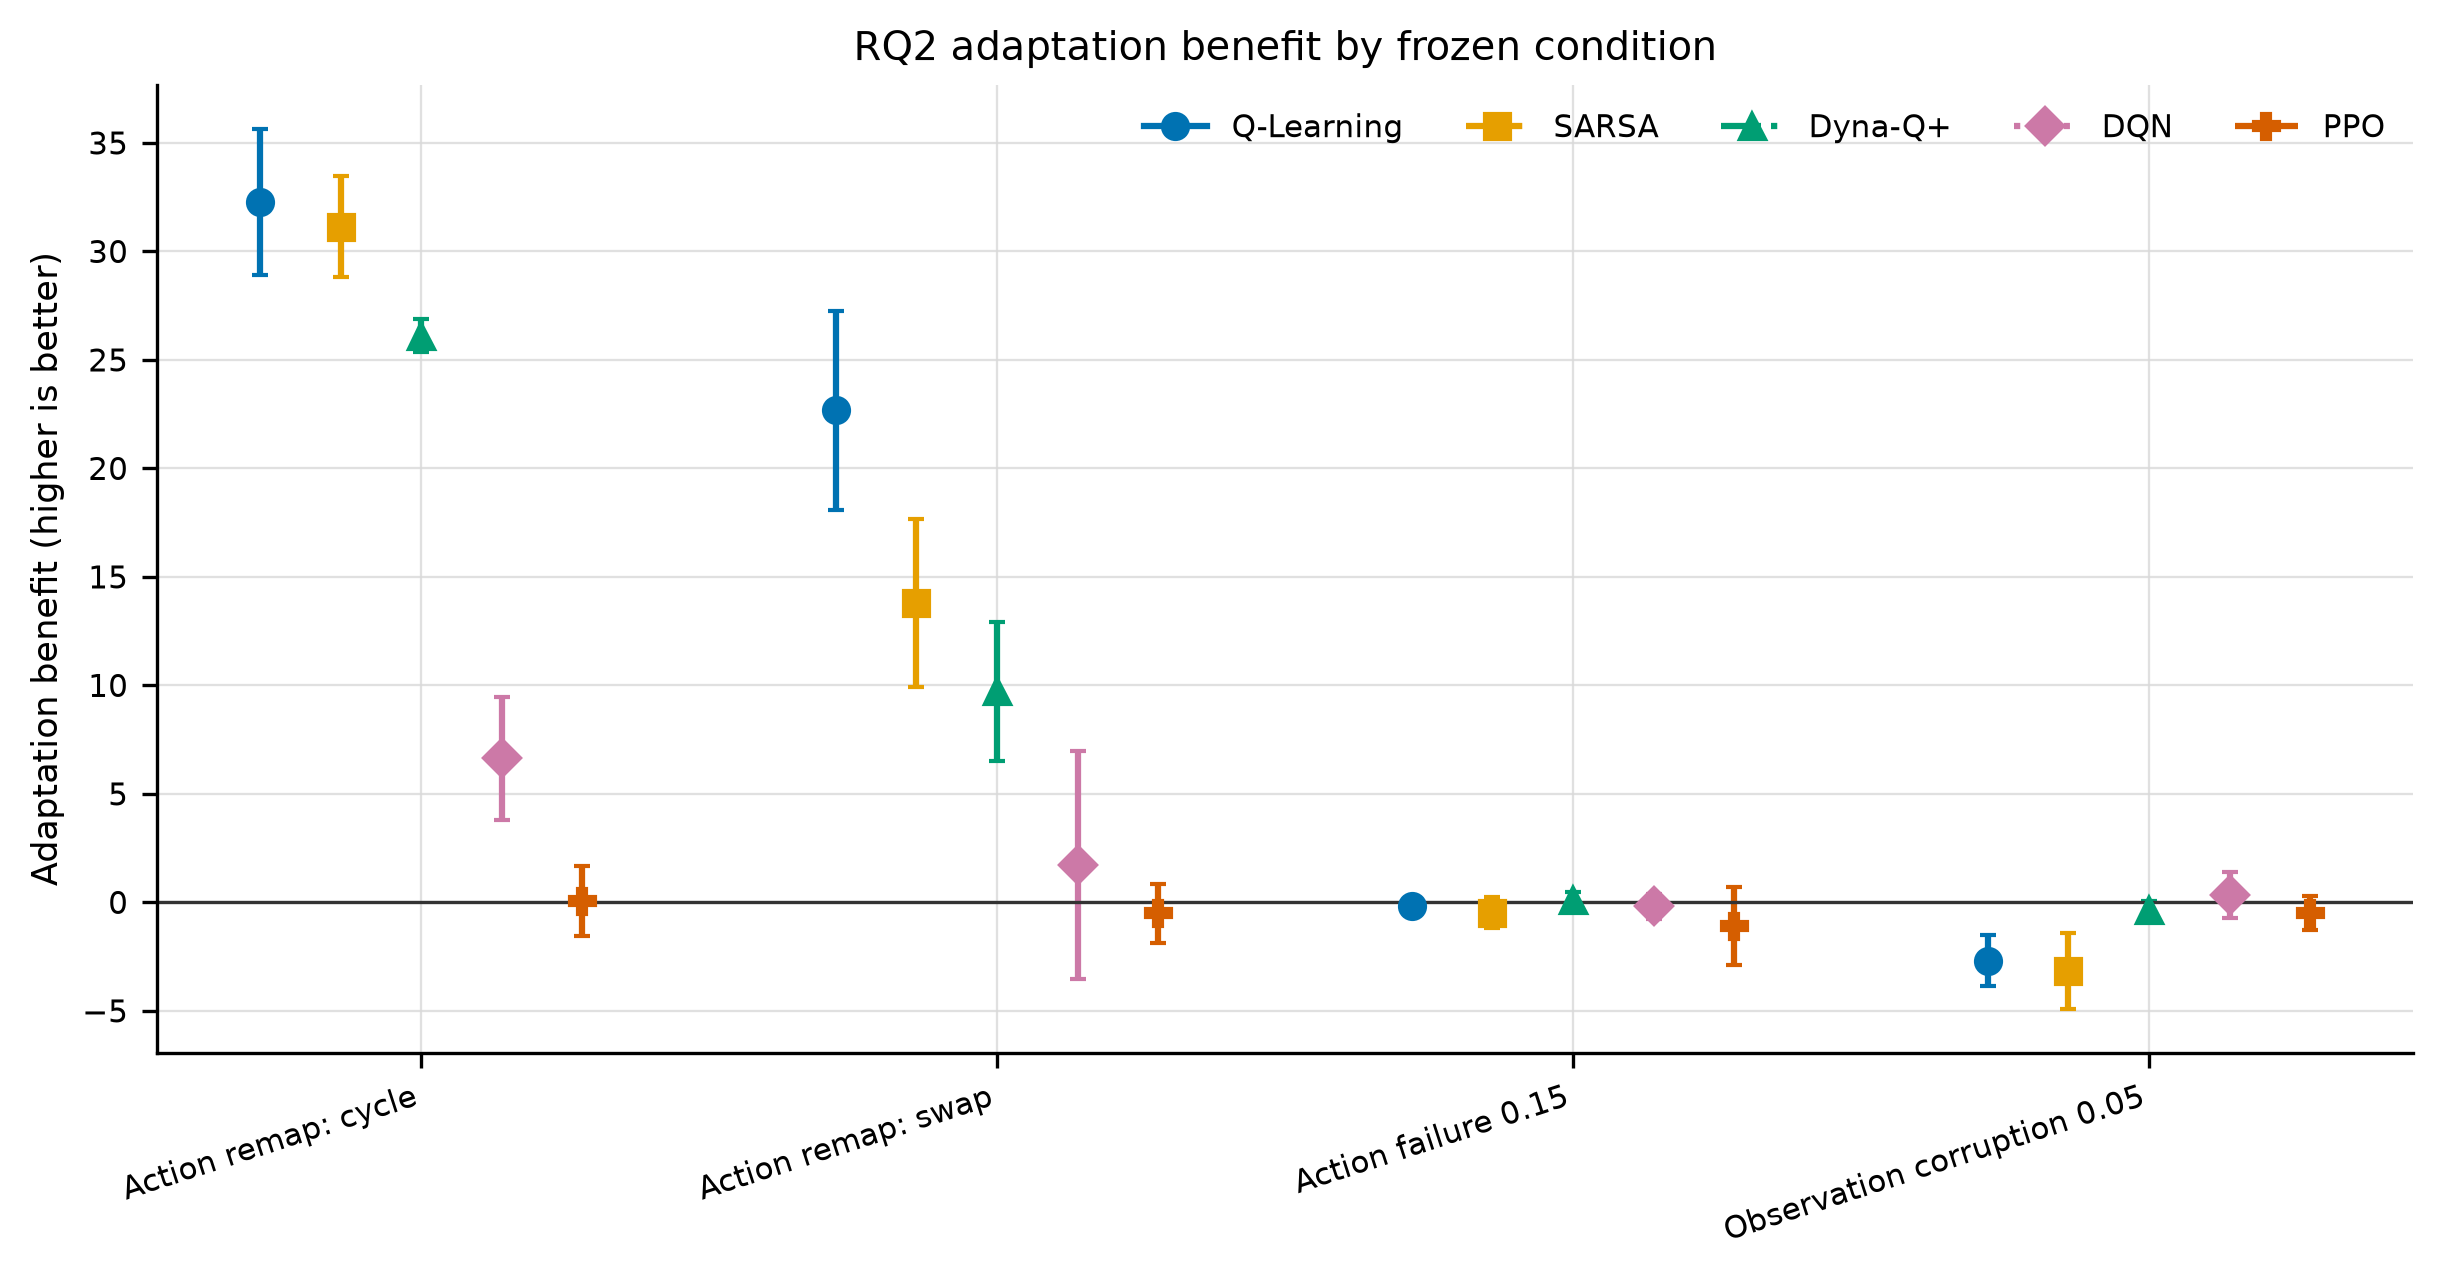 RQ2 adaptation benefit by frozen condition
Q-Learning
SARSA
Dyna-Q+
DQN
PPO
Adaptation benefit (higher is better)
35
30
25
20
15
10
5
0
−5
Action remap: cycle
Action remap: swap
Action failure 0.15
Observation corruption 0.05